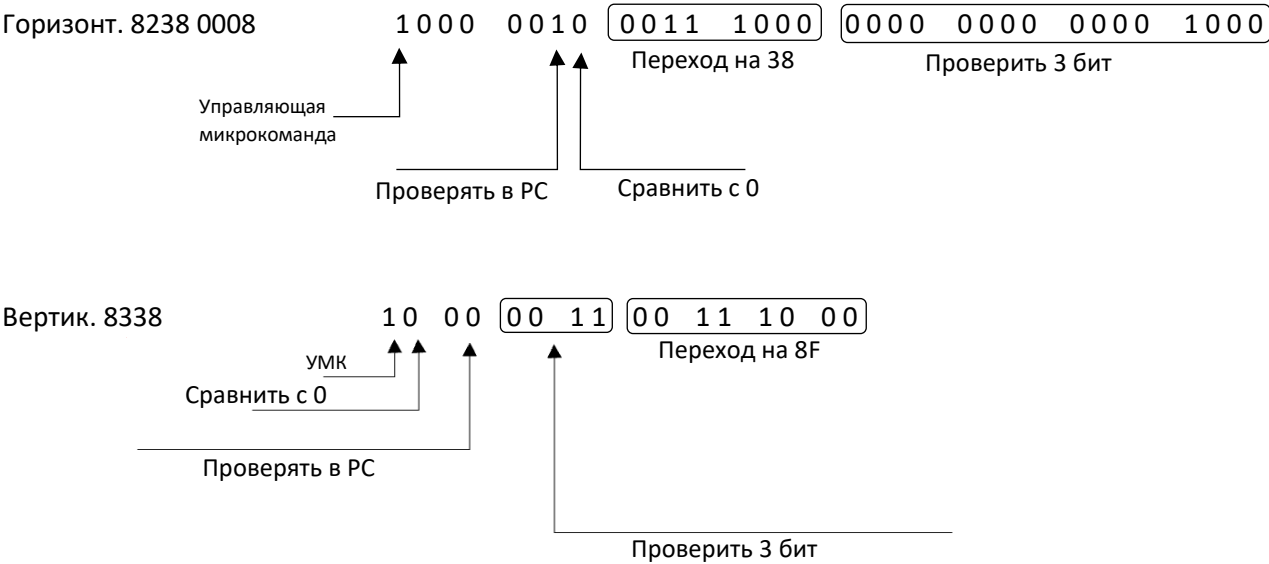 Горизонт. 8238 0008 1000 0010 0011 1000 0000 0000 0000 1000
Переход на 38 Проверить 3 бит
Управляющая
микрокоманда
Проверять в РС Сравнить с 0
Вертик. 8338 10 00 00 11 00 11 10 00
УМК Переход на 8F
Сравнить с 0
Проверять в РС
Проверить 3 бит